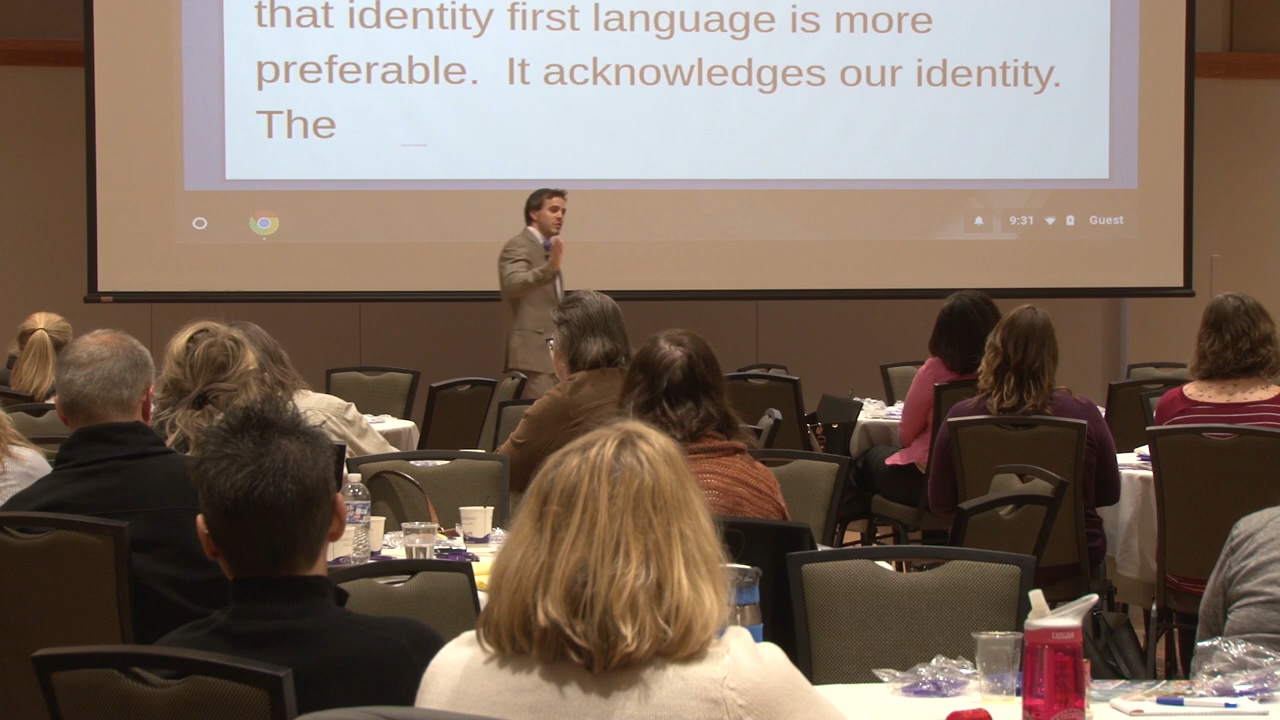 that identity first language is more
preferable.  It acknowledges our identity.
The
9:31 Guest